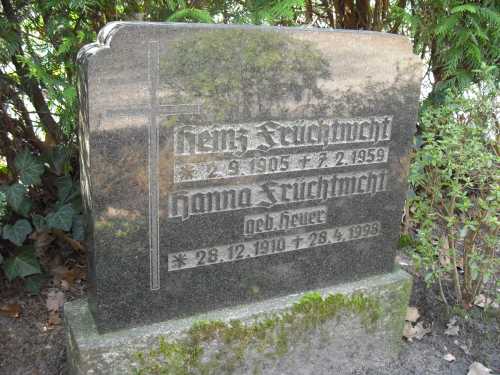 Heinz Früchtnicht
* 2.9.1905 + 7.2.1959
Hanna Früchtnicht
geb. Heuer
* 28.12.1910 + 28.4.1998